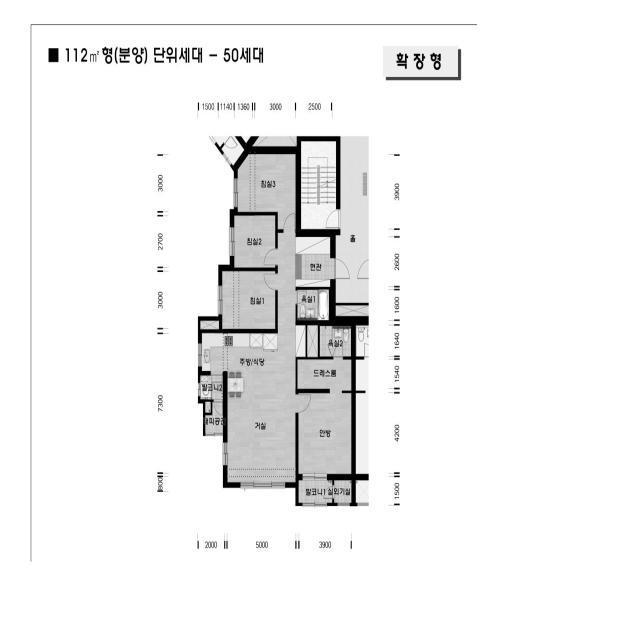 ■ 112㎡형(분양) 단위세대 - 50세대
확장형
1500 1140 1360 3000 2500
3000
3900
침실3
홀
2700
침실2
2600
현관
3000
침실1
욕실1
1600
욕실2
1640
주방/식당
드레스룸
1540
발코니2
7300
대피공간
거실
안방
4200
800
발코니1
실외기실
1500
2000 5000 3900